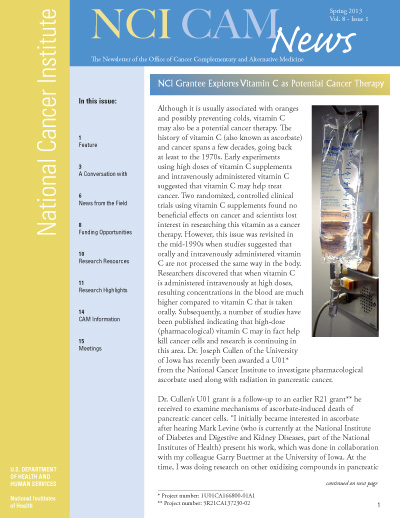 NCI CAM News
Spring 2013
Vol. 8 - Issue 1
The Newsletter of the Office of Cancer Complementary and Alternative Medicine
National Cancer Institute
In this issue:
1
Feature
3
A Conversation with
6
News from the Field
8
Funding Opportunities
10
Research Resources
11
Research Highlights
14
CAM Information
15
Meetings
U.S. DEPARTMENT
OF HEALTH AND
HUMAN SERVICES
National Institutes
of Health
NCI Grantee Explores Vitamin C as Potential Cancer Therapy
Although it is usually associated with oranges
and possibly preventing colds, vitamin C
may also be a potential cancer therapy. The
history of vitamin C (also known as ascorbate)
and cancer spans a few decades, going back
at least to the 1970s. Early experiments
using high doses of vitamin C supplements
and intravenously administered vitamin C
suggested that vitamin C may help treat
cancer. Two randomized, controlled clinical
trials using vitamin C supplements found no
beneficial effects on cancer and scientists lost
interest in researching this vitamin as a cancer
therapy. However, this issue was revisited in
the mid-1990s when studies suggested that
orally and intravenously administered vitamin
C are not processed the same way in the body.
Researchers discovered that when vitamin C
is administered intravenously at high doses,
resulting concentrations in the blood are much
higher compared to vitamin C that is taken
orally. Subsequently, a number of studies have
been published indicating that high-dose
(pharmacological) vitamin C may in fact help
kill cancer cells and research is continuing in
this area. Dr. Joseph Cullen of the University
of Iowa has recently been awarded a U01*
from the National Cancer Institute to investigate pharmacological
ascorbate used along with radiation in pancreatic cancer.
Dr. Cullen's U01 grant is a follow-up to an earlier R21 grant** he
received to examine mechanisms of ascorbate-induced death of
pancreatic cancer cells. "I initially became interested in ascorbate
after hearing Mark Levine (who is currently at the National Institute
of Diabetes and Digestive and Kidney Diseases, part of the National
Institutes of Health) present his work, which was done in collaboration
with my colleague Garry Buettner at the University of Iowa. At the
time, I was doing research on other oxidizing compounds in pancreatic
continued on next page
* Project number: 1U01CA166800-01A1
** Project number: 5R21CA137230-02
1